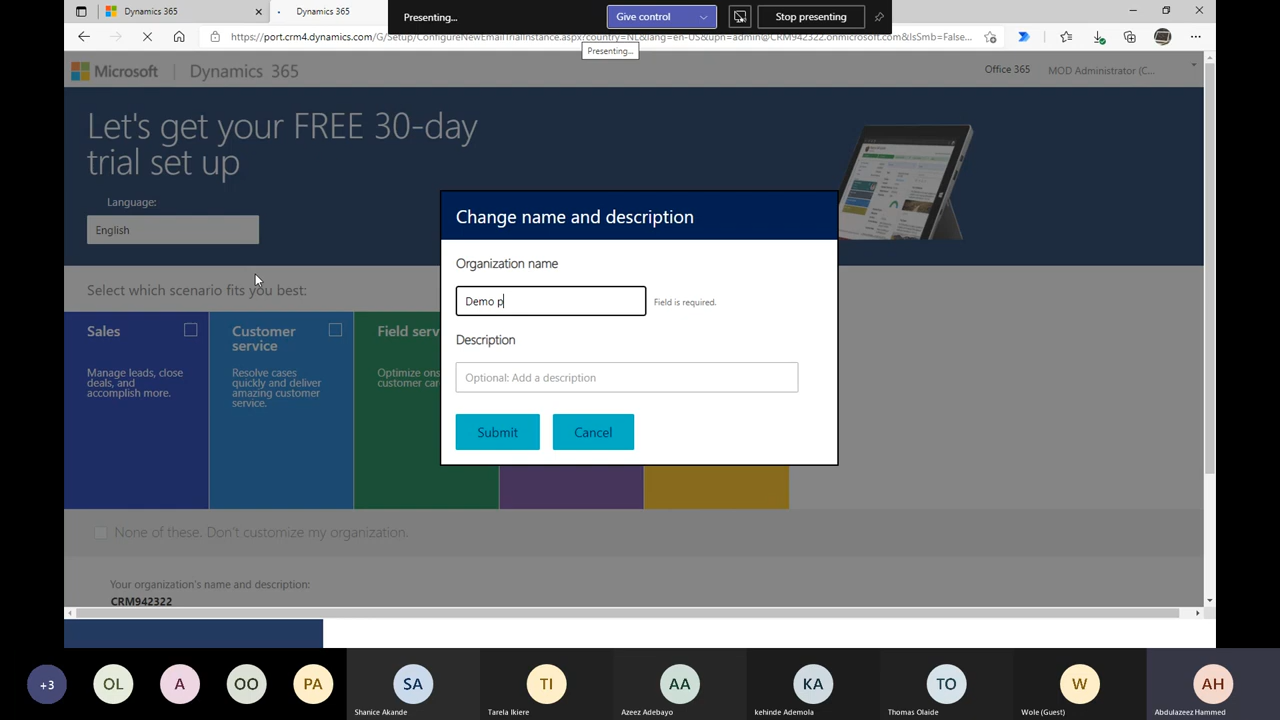 Dynamics 365
Dynamics 365
Presenting...
Give control
Stop presenting
https://port.crm4.dynamics.com/G/Setup/ConfigureNewEmailTrialInstance.aspx?country=NL&lang=en-US&upn=admin@CRM942322.onmicrosoft.com&IsSmb=False...
Presenting...
Microsoft | Dynamics 365
Office 365
MOD Administrator (C...
Let's get your FREE 30-day
trial set up
Language:
English
Select which scenario fits you best:
Sales
Manage leads, close
deals, and
accomplish more.
Customer
service
Resolve cases
quickly and deliver
amazing customer
service.
Field serv
Optimize ons
customer car
Change name and description
Organization name
Demo p
Field is required.
Description
Optional: Add a description
Submit
Cancel
None of these. Don't customize my organization.
Your organization's name and description:
CRM942322
+3
OL
A
OO
PA
SA
Shanice Akande
TI
Tarela Ikiere
AA
Azeez Adebayo
KA
kehinde Ademola
TO
Thomas Olaide
W
Wole (Guest)
AH
Abdulazeez Hammed